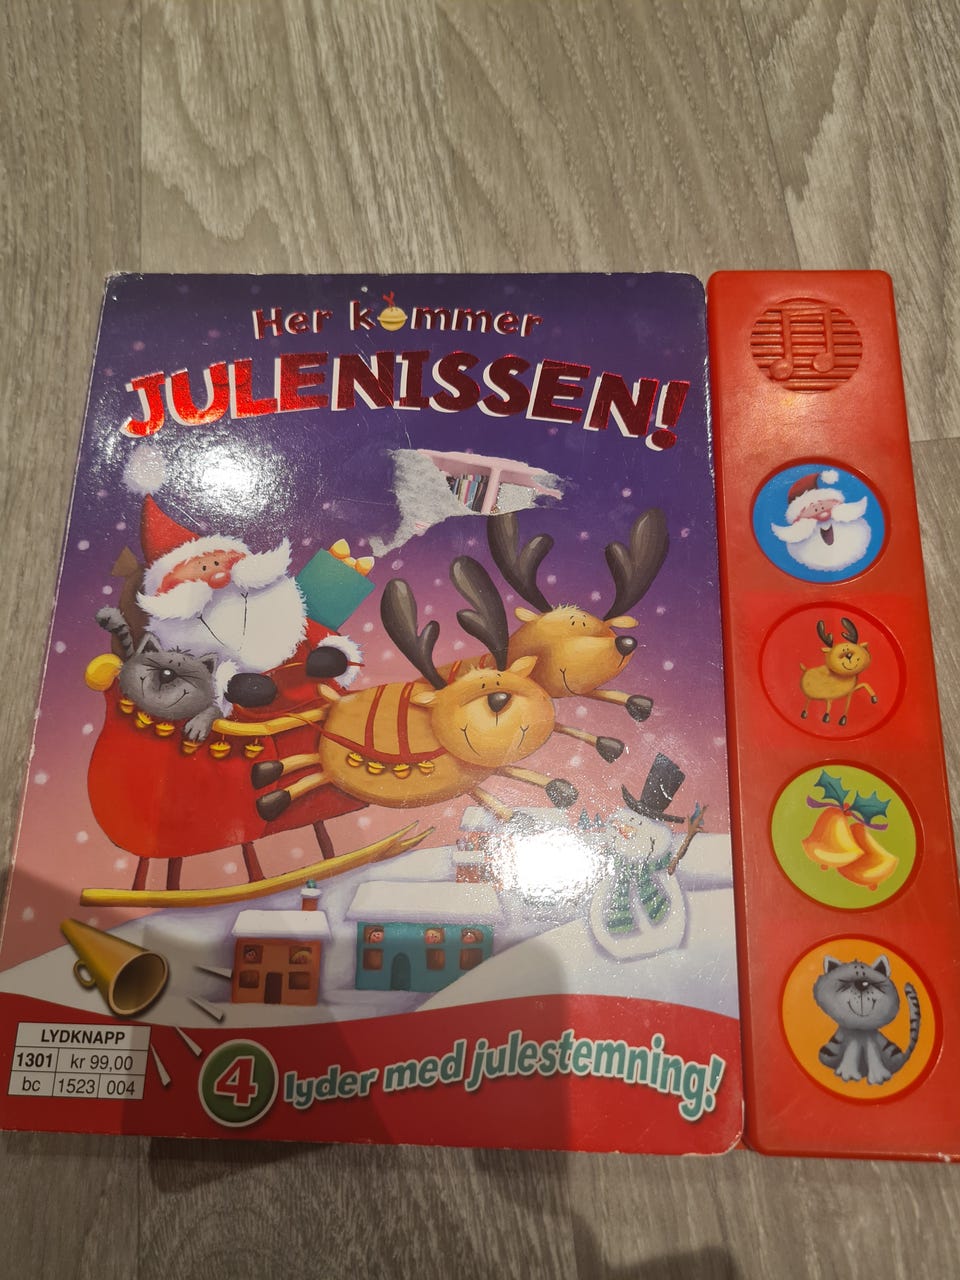 Her kommer
JULENISSEN!
LYDKNAPP
1301 kr 99,00
bc 1523 004
4 lyder med julestemning!